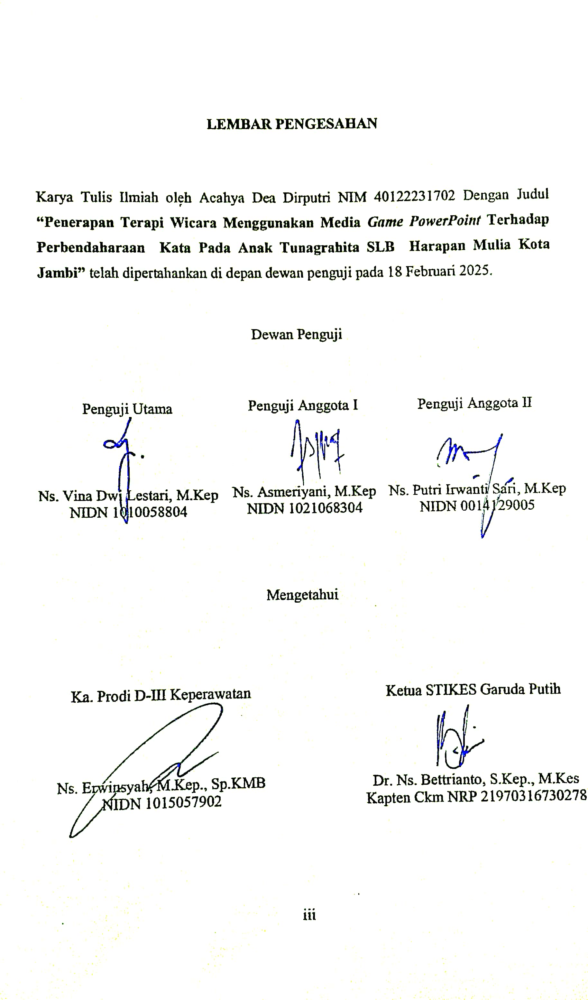 LEMBAR PENGESAHAN
Karya Tulis Ilmiah oleh Acahya Dea Dirputri NIM 40122231702 Dengan Judul
“Penerapan Terapi Wicara Menggunakan Media Game PowerPoint Terhadap
Perbendaharaan Kata Pada Anak Tunagrahita SLB Harapan Mulia Kota
Jambi” telah dipertahankan di depan dewan penguji pada 18 Februari 2025.
Dewan Penguji
Penguji Utama Penguji Anggota I Penguji Anggota II
Ns. Vina Dwi Lestari, M.Kep Ns. Asmeriyani, M.Kep Ns. Putri Irwanti Sari, M.Kep
NIDN 1010058804 NIDN 1021068304 NIDN 0014129005
Mengetahui
Ka. Prodi D-III Keperawatan Ketua STIKES Garuda Putih
Ns. Erwinsyah, M.Kep., Sp.KMB Dr. Ns. Bettrianto, S.Kep., M.Kes
NIDN 1015057902 Kapten Ckm NRP 21970316730278
iii